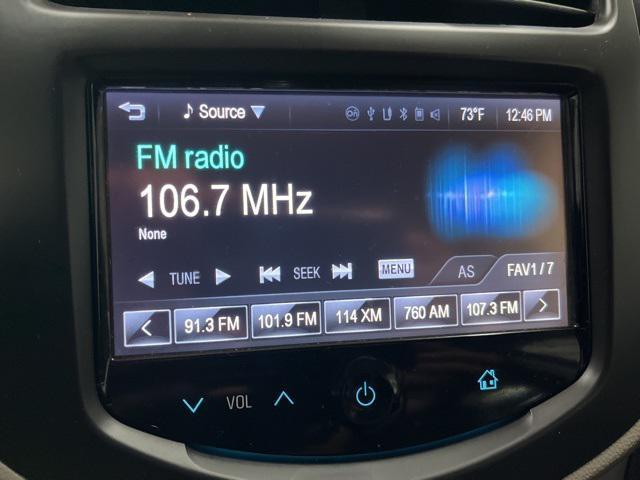 Source 73°F 12:46 PM
FM radio
106.7 MHz
None
TUNE SEEK MENU AS FAV1 / 7
91.3 FM 101.9 FM 114 XM 760 AM 107.3 FM
VOL